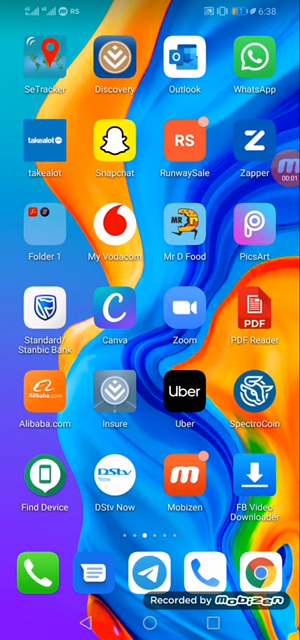 RS
6:38
SeTracker
Discovery
Outlook
WhatsApp
takealot
takealot
Snapchat
RS
RunwaySale
Z
Zapper
00:01
Folder 1
My Vodacom
Mr D Food
PicsArt
Standard/
Stanbic Bank
C
Canva
Zoom
PDF
PDF Reader
Alibaba.com
Alibaba.com
Insure
Uber
Uber
SpectroCoin
Find Device
DStv
Now
DStv Now
Mobizen
FB Video
Downloader
Recorded by mobizen